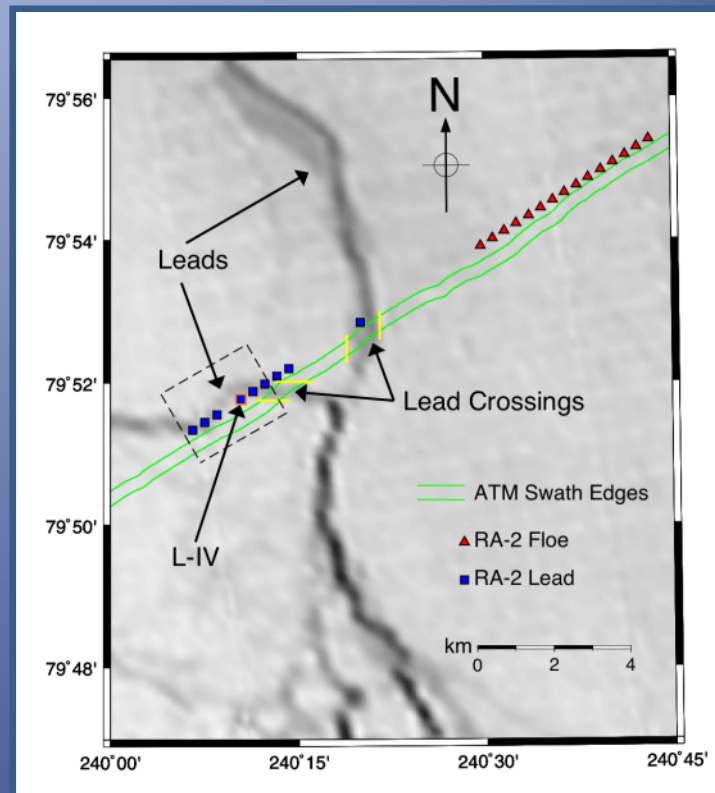 N
79°56'
79°54'
79°52'
79°50'
79°48'
Leads
Lead Crossings
L-IV
ATM Swath Edges
RA-2 Floe
RA-2 Lead
km
0 2 4
240°00' 240°15' 240°30' 240°45'